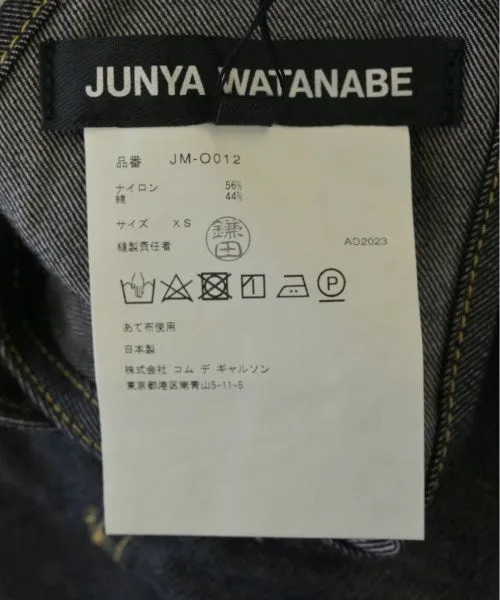 JUNYA WATANABE
品番 JM-O012
ナイロン 56%
綿 44%
サイズ XS
縫製責任者 鎌田 AD2023
あて布使用
日本製
株式会社 コム デ ギャルソン
東京都港区南青山5-11-5